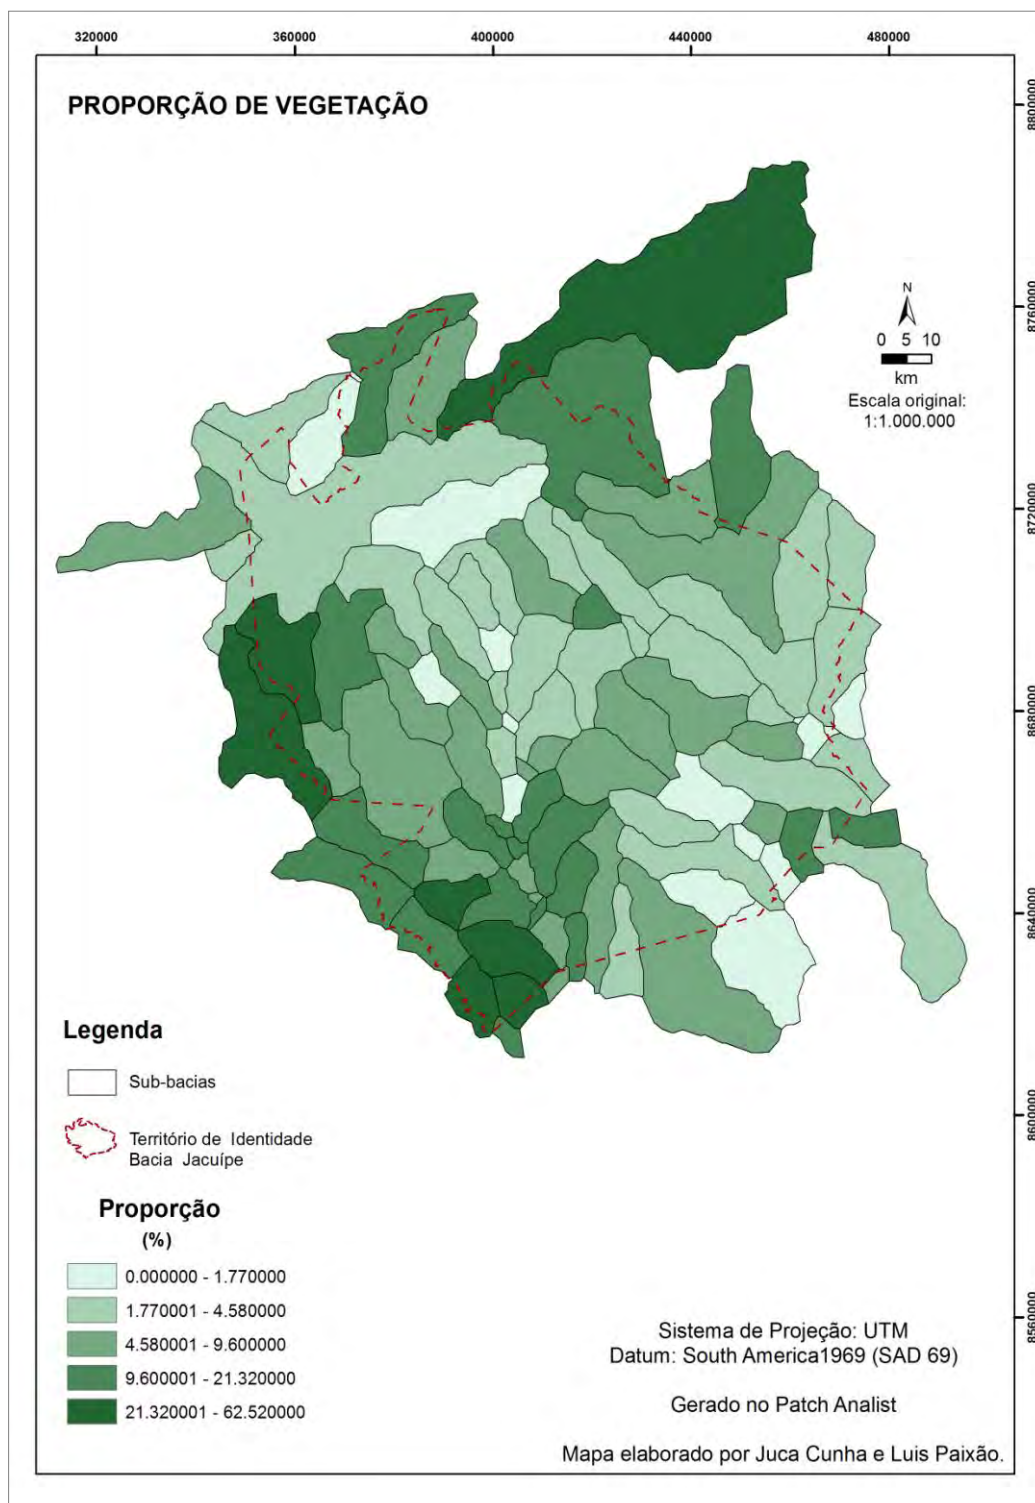 320000 360000 400000 440000 480000
PROPORÇÃO DE VEGETAÇÃO
8800000
8760000
8720000
8680000
8640000
8600000
8560000
N
0 5 10
km
Escala original:
1:1.000.000
Legenda
Sub-bacias
Território de Identidade
Bacia Jacuípe
Proporção
(%)
0.000000 - 1.770000
1.770001 - 4.580000
4.580001 - 9.600000
9.600001 - 21.320000
21.320001 - 62.520000
Sistema de Projeção: UTM
Datum: South America1969 (SAD 69)
Gerado no Patch Analist
Mapa elaborado por Juca Cunha e Luis Paixão.